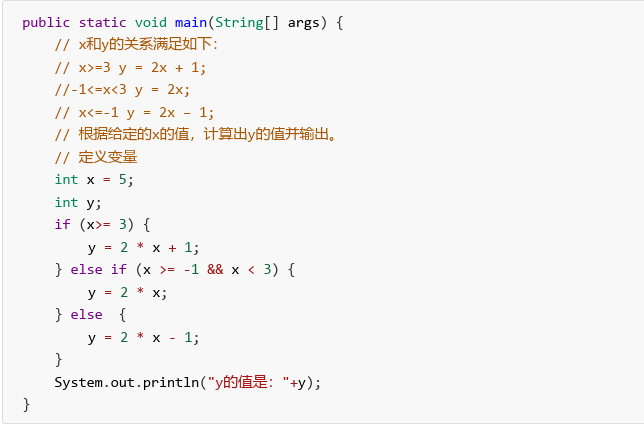 public static void main(String[] args) {
    // x和y的关系满足如下:
    // x>=3 y = 2x + 1;
    //-1<=x<3 y = 2x;
    // x<=-1 y = 2x – 1;
    // 根据给定的x的值，计算出y的值并输出。
    // 定义变量
    int x = 5;
    int y;
    if (x>= 3) {
        y = 2 * x + 1;
    } else if (x >= -1 && x < 3) {
        y = 2 * x;
    } else  {
        y = 2 * x - 1;
    }
    System.out.println("y的值是："+y);
}